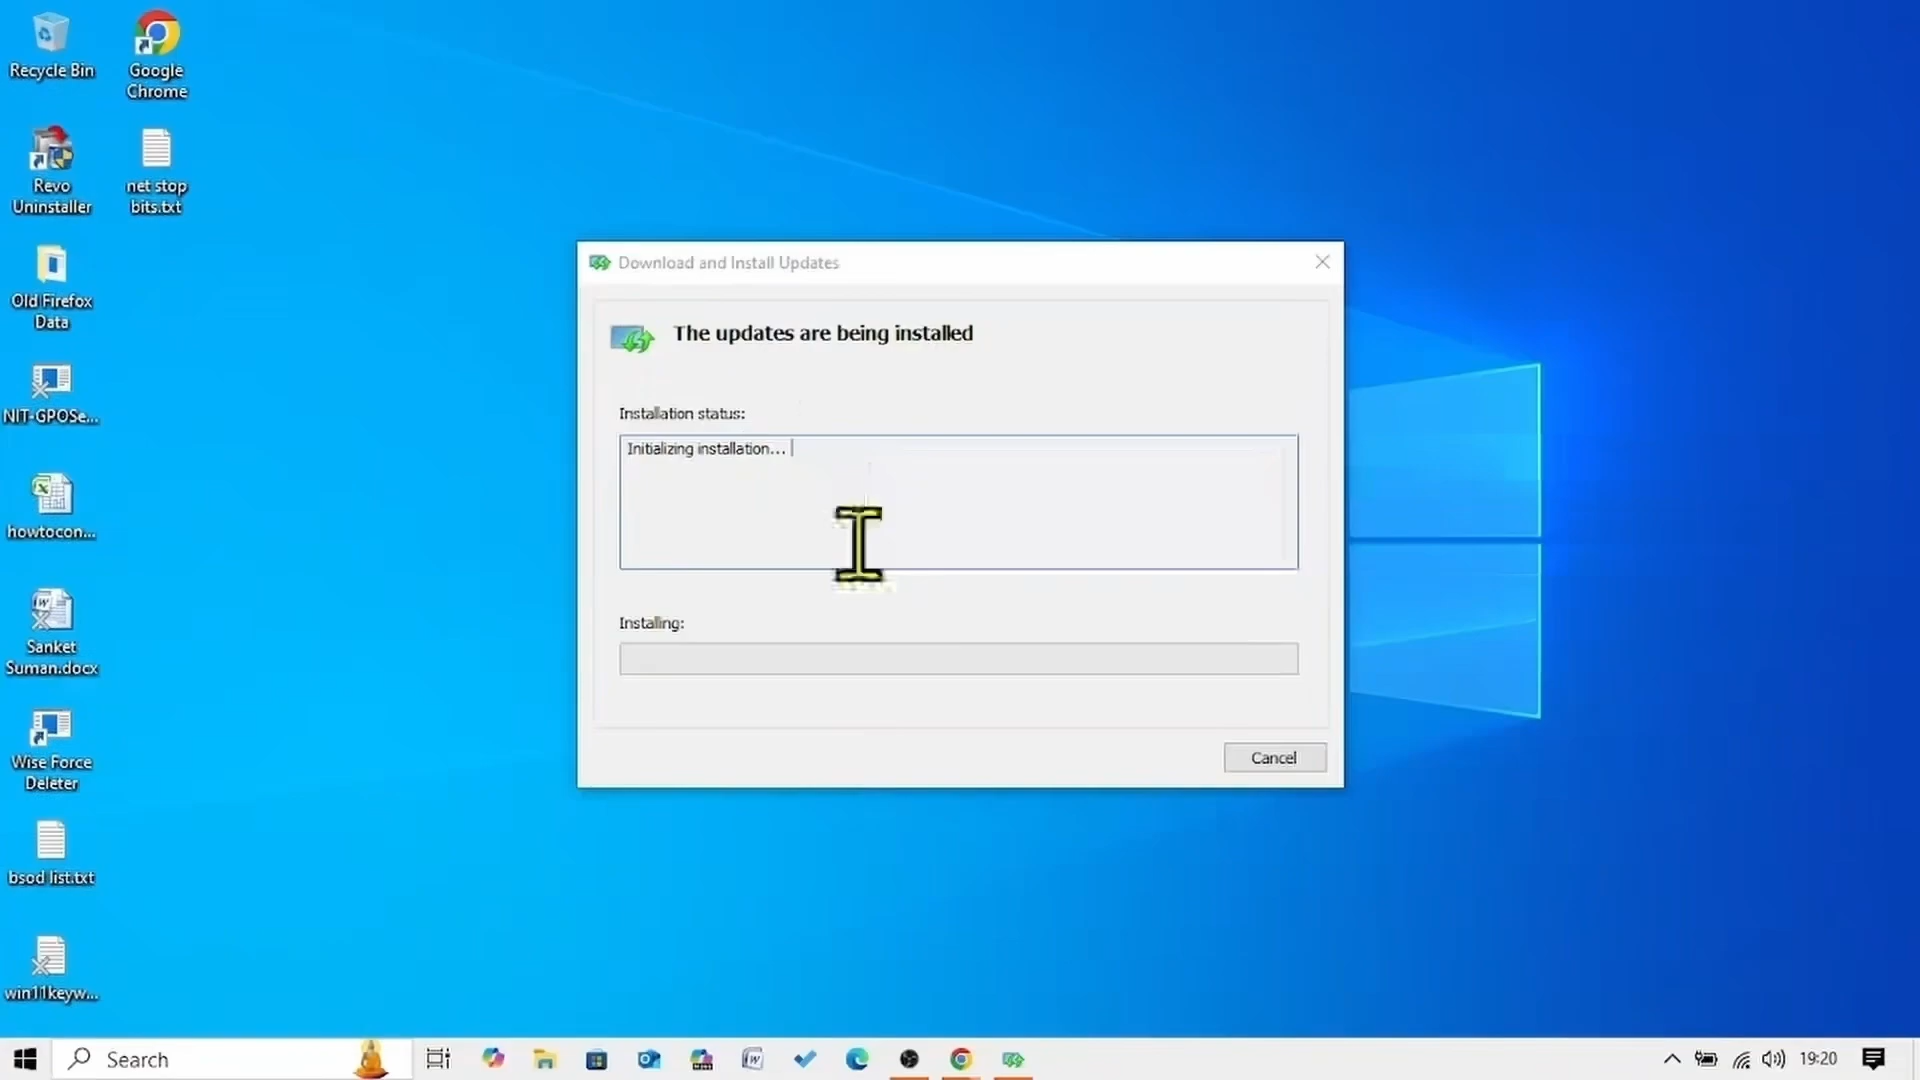 Recycle Bin
Google
Chrome
Revo
Uninstaller
net stop
bits.txt
Old Firefox
Data
NIT-GPOSe...
howtocon...
Sanket
Suman.docx
Wise Force
Deleter
bsod list.txt
win11keyw...
Download and Install Updates
The updates are being installed
Installation status:
Initializing installation...
Installing:
Cancel
Search
19:20